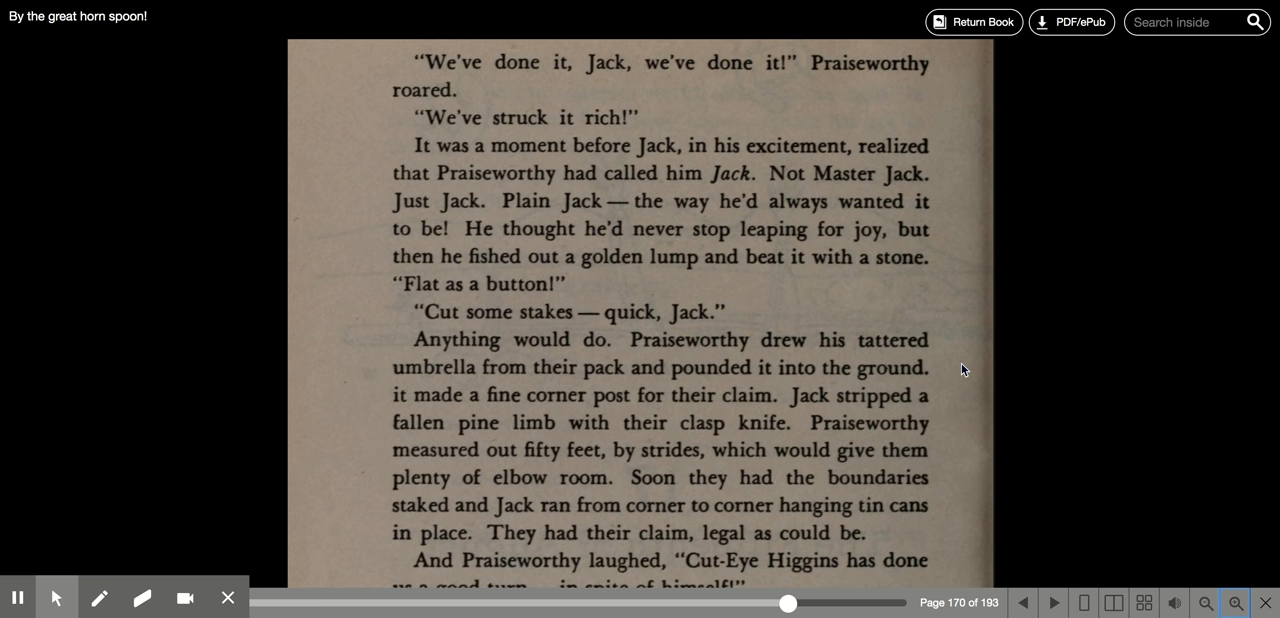 By the great horn spoon!
Return Book
PDF/ePub
Search inside
“We’ve done it, Jack, we’ve done it!” Praiseworthy
roared.
“We’ve struck it rich!”
It was a moment before Jack, in his excitement, realized
that Praiseworthy had called him Jack. Not Master Jack.
Just Jack. Plain Jack — the way he’d always wanted it
to be! He thought he’d never stop leaping for joy, but
then he fished out a golden lump and beat it with a stone.
“Flat as a button!”
“Cut some stakes — quick, Jack.”
Anything would do. Praiseworthy drew his tattered
umbrella from their pack and pounded it into the ground.
it made a fine corner post for their claim. Jack stripped a
fallen pine limb with their clasp knife. Praiseworthy
measured out fifty feet, by strides, which would give them
plenty of elbow room. Soon they had the boundaries
staked and Jack ran from corner to corner hanging tin cans
in place. They had their claim, legal as could be.
And Praiseworthy laughed, “Cut-Eye Higgins has done
us a good turn — in spite of himself!”
Page 170 of 193